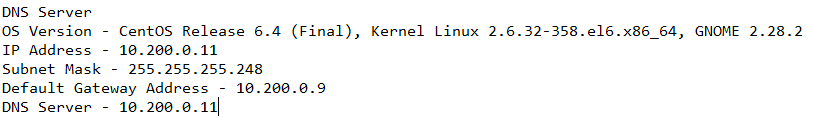 DNS Server
OS Version - CentOS Release 6.4 (Final), Kernel Linux 2.6.32-358.el6.x86_64, GNOME 2.28.2
IP Address - 10.200.0.11
Subnet Mask - 255.255.255.248
Default Gateway Address - 10.200.0.9
DNS Server - 10.200.0.11